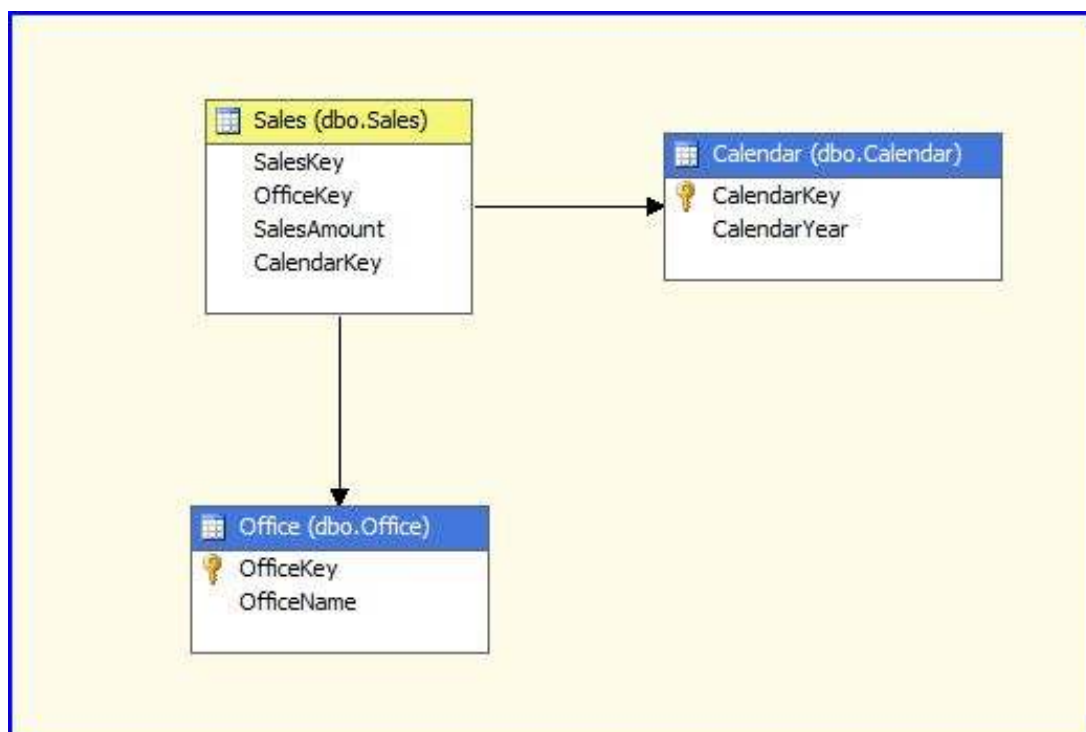 Sales (dbo.Sales)
SalesKey
OfficeKey
SalesAmount
CalendarKey
Calendar (dbo.Calendar)
CalendarKey
CalendarYear
Office (dbo.Office)
OfficeKey
OfficeName